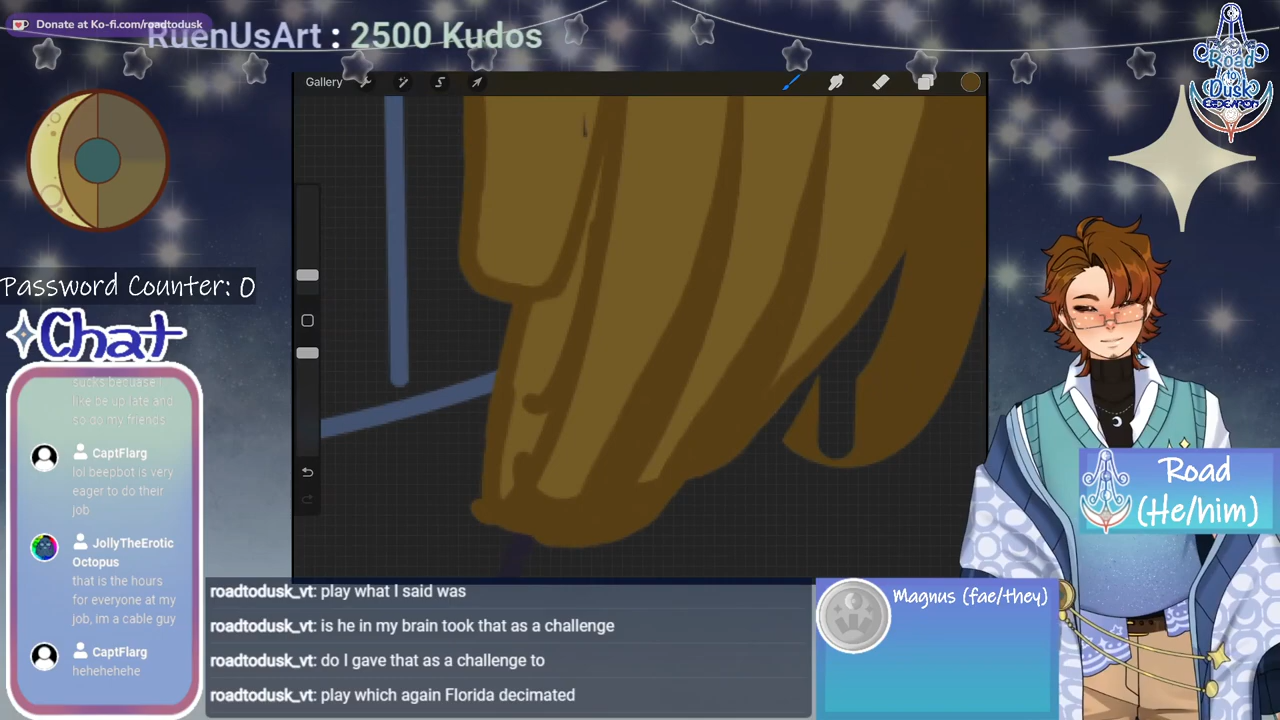 Donate at Ko-fi.com/roadtodusk
RuenUsArt : 2500 Kudos
Gallery
Road
to
Dusk
EιDΣΛRΟN
Password Counter: 0
Chat
sucks becuase I
like be up late and
so do my friends
CaptFlarg
lol beepbot is very
eager to do their
job
JollyTheErotic
Octopus
that is the hours
for everyone at my
job, im a cable guy
CaptFlarg
hehehehehe
roadtodusk_vt: play what I said was
roadtodusk_vt: is he in my brain took that as a challenge
roadtodusk_vt: do I gave that as a challenge to
roadtodusk_vt: play which again Florida decimated
Magnus (fae/they)
Road
(He/him)